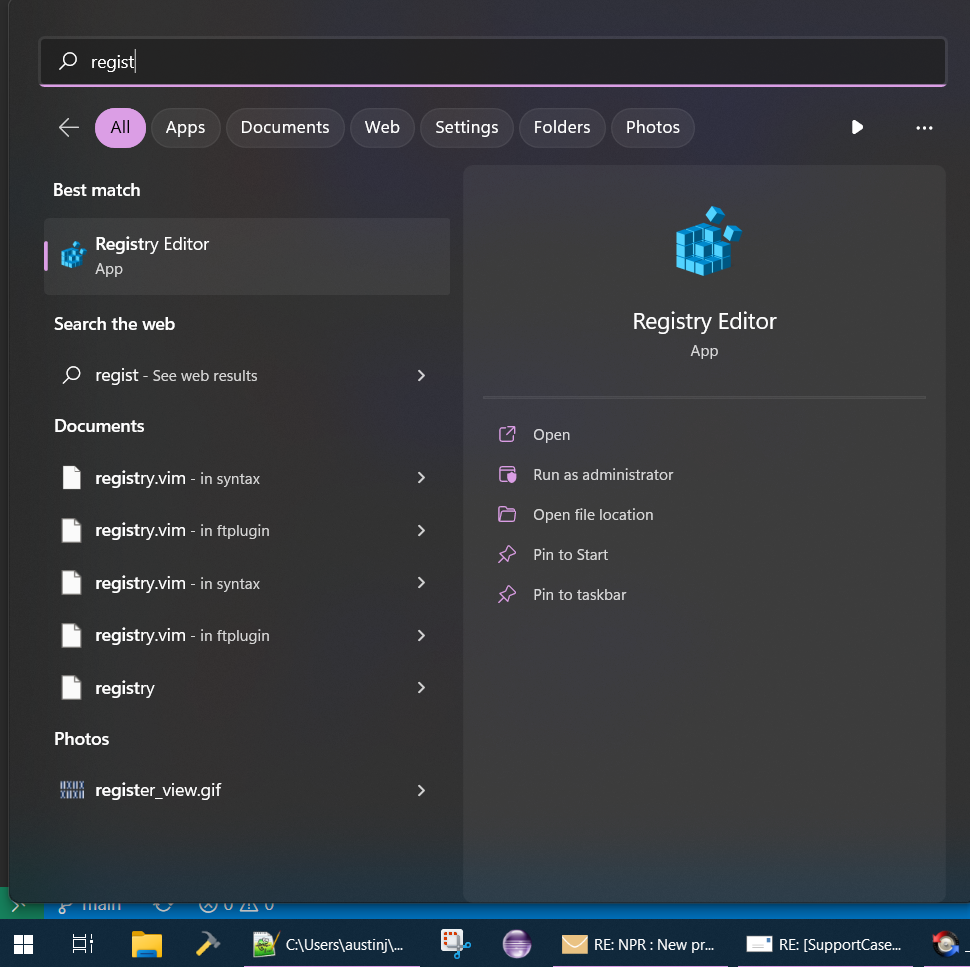 regist
All Apps Documents Web Settings Folders Photos
Best match
Registry Editor
App
Search the web
regist - See web results
Documents
registry.vim - in syntax
registry.vim - in ftplugin
registry.vim - in syntax
registry.vim - in ftplugin
registry
Photos
register_view.gif
Registry Editor
App
Open
Run as administrator
Open file location
Pin to Start
Pin to taskbar
main 0 0
C:\Users\austinj\... RE: NPR : New pr... RE: [SupportCase...